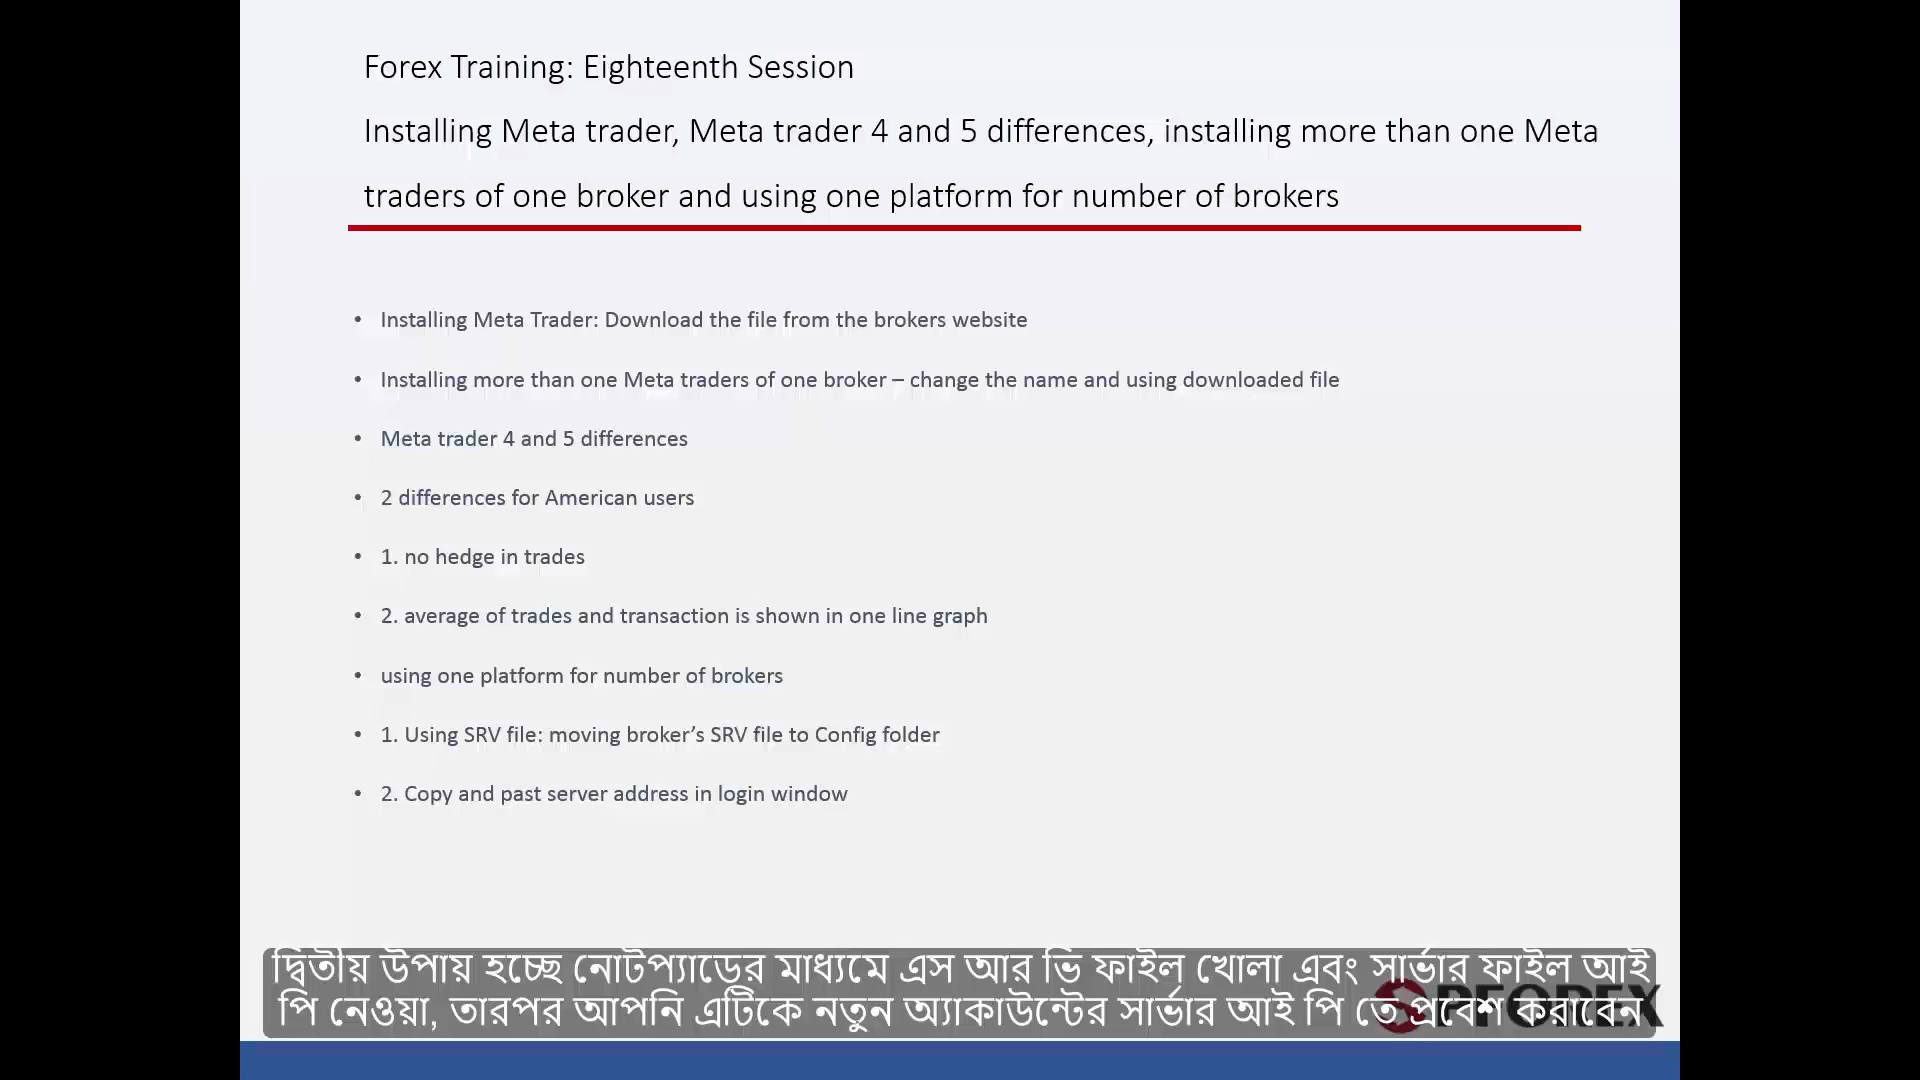 Forex Training: Eighteenth Session
Installing Meta trader, Meta trader 4 and 5 differences, installing more than one Meta
traders of one broker and using one platform for number of brokers
• Installing Meta Trader: Download the file from the brokers website
• Installing more than one Meta traders of one broker – change the name and using downloaded file
• Meta trader 4 and 5 differences
• 2 differences for American users
• 1. no hedge in trades
• 2. average of trades and transaction is shown in one line graph
• using one platform for number of brokers
• 1. Using SRV file: moving broker’s SRV file to Config folder
• 2. Copy and past server address in login window
দ্বিতীয় উপায় হচ্ছে নোটপ্যাডের মাধ্যমে এস আর ভি ফাইল খোলা এবং সার্ভার ফাইল আই
পি নেওয়া, তারপর আপনি এটিকে নতুন অ্যাকাউন্টের সার্ভার আই পি তে প্রবেশ করাবেন
PFOREX